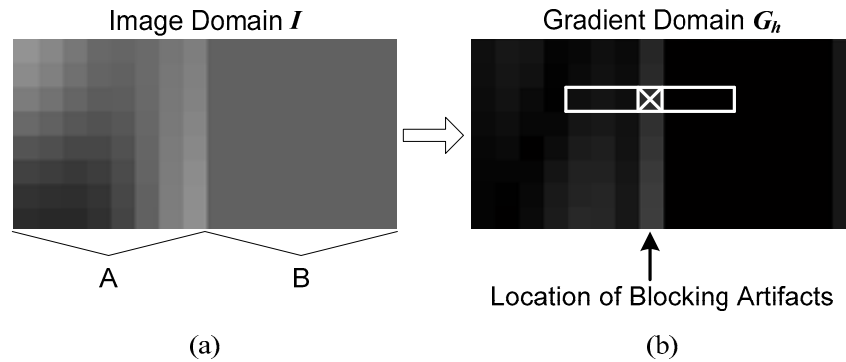 Image Domain I
Gradient Domain Gh
A
B
Location of Blocking Artifacts
(a)
(b)